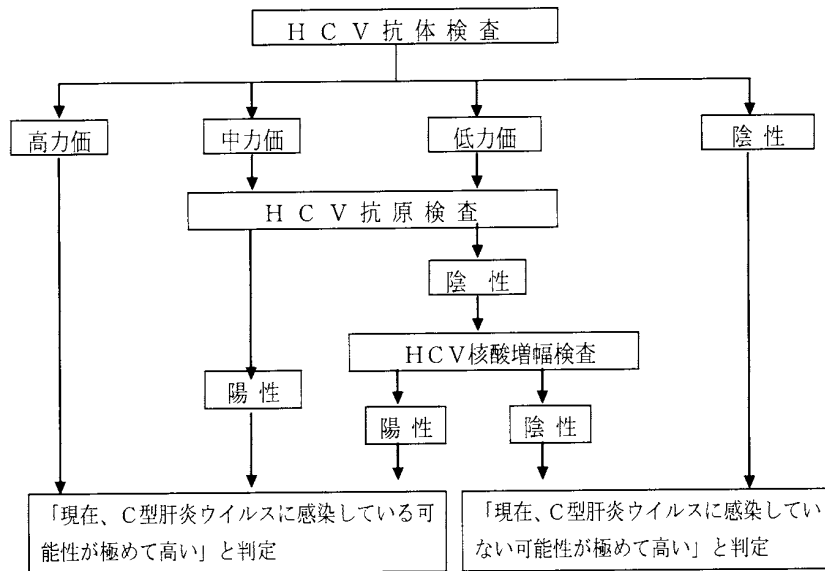 HCV抗体検査
高力価
中力価
低力価
陰性
HCV抗原検査
陰性
HCV核酸増幅検査
陽性
陽性
陰性
「現在、C型肝炎ウイルスに感染している可
能性が極めて高い」と判定
「現在、C型肝炎ウイルスに感染してい
ない可能性が極めて高い」と判定